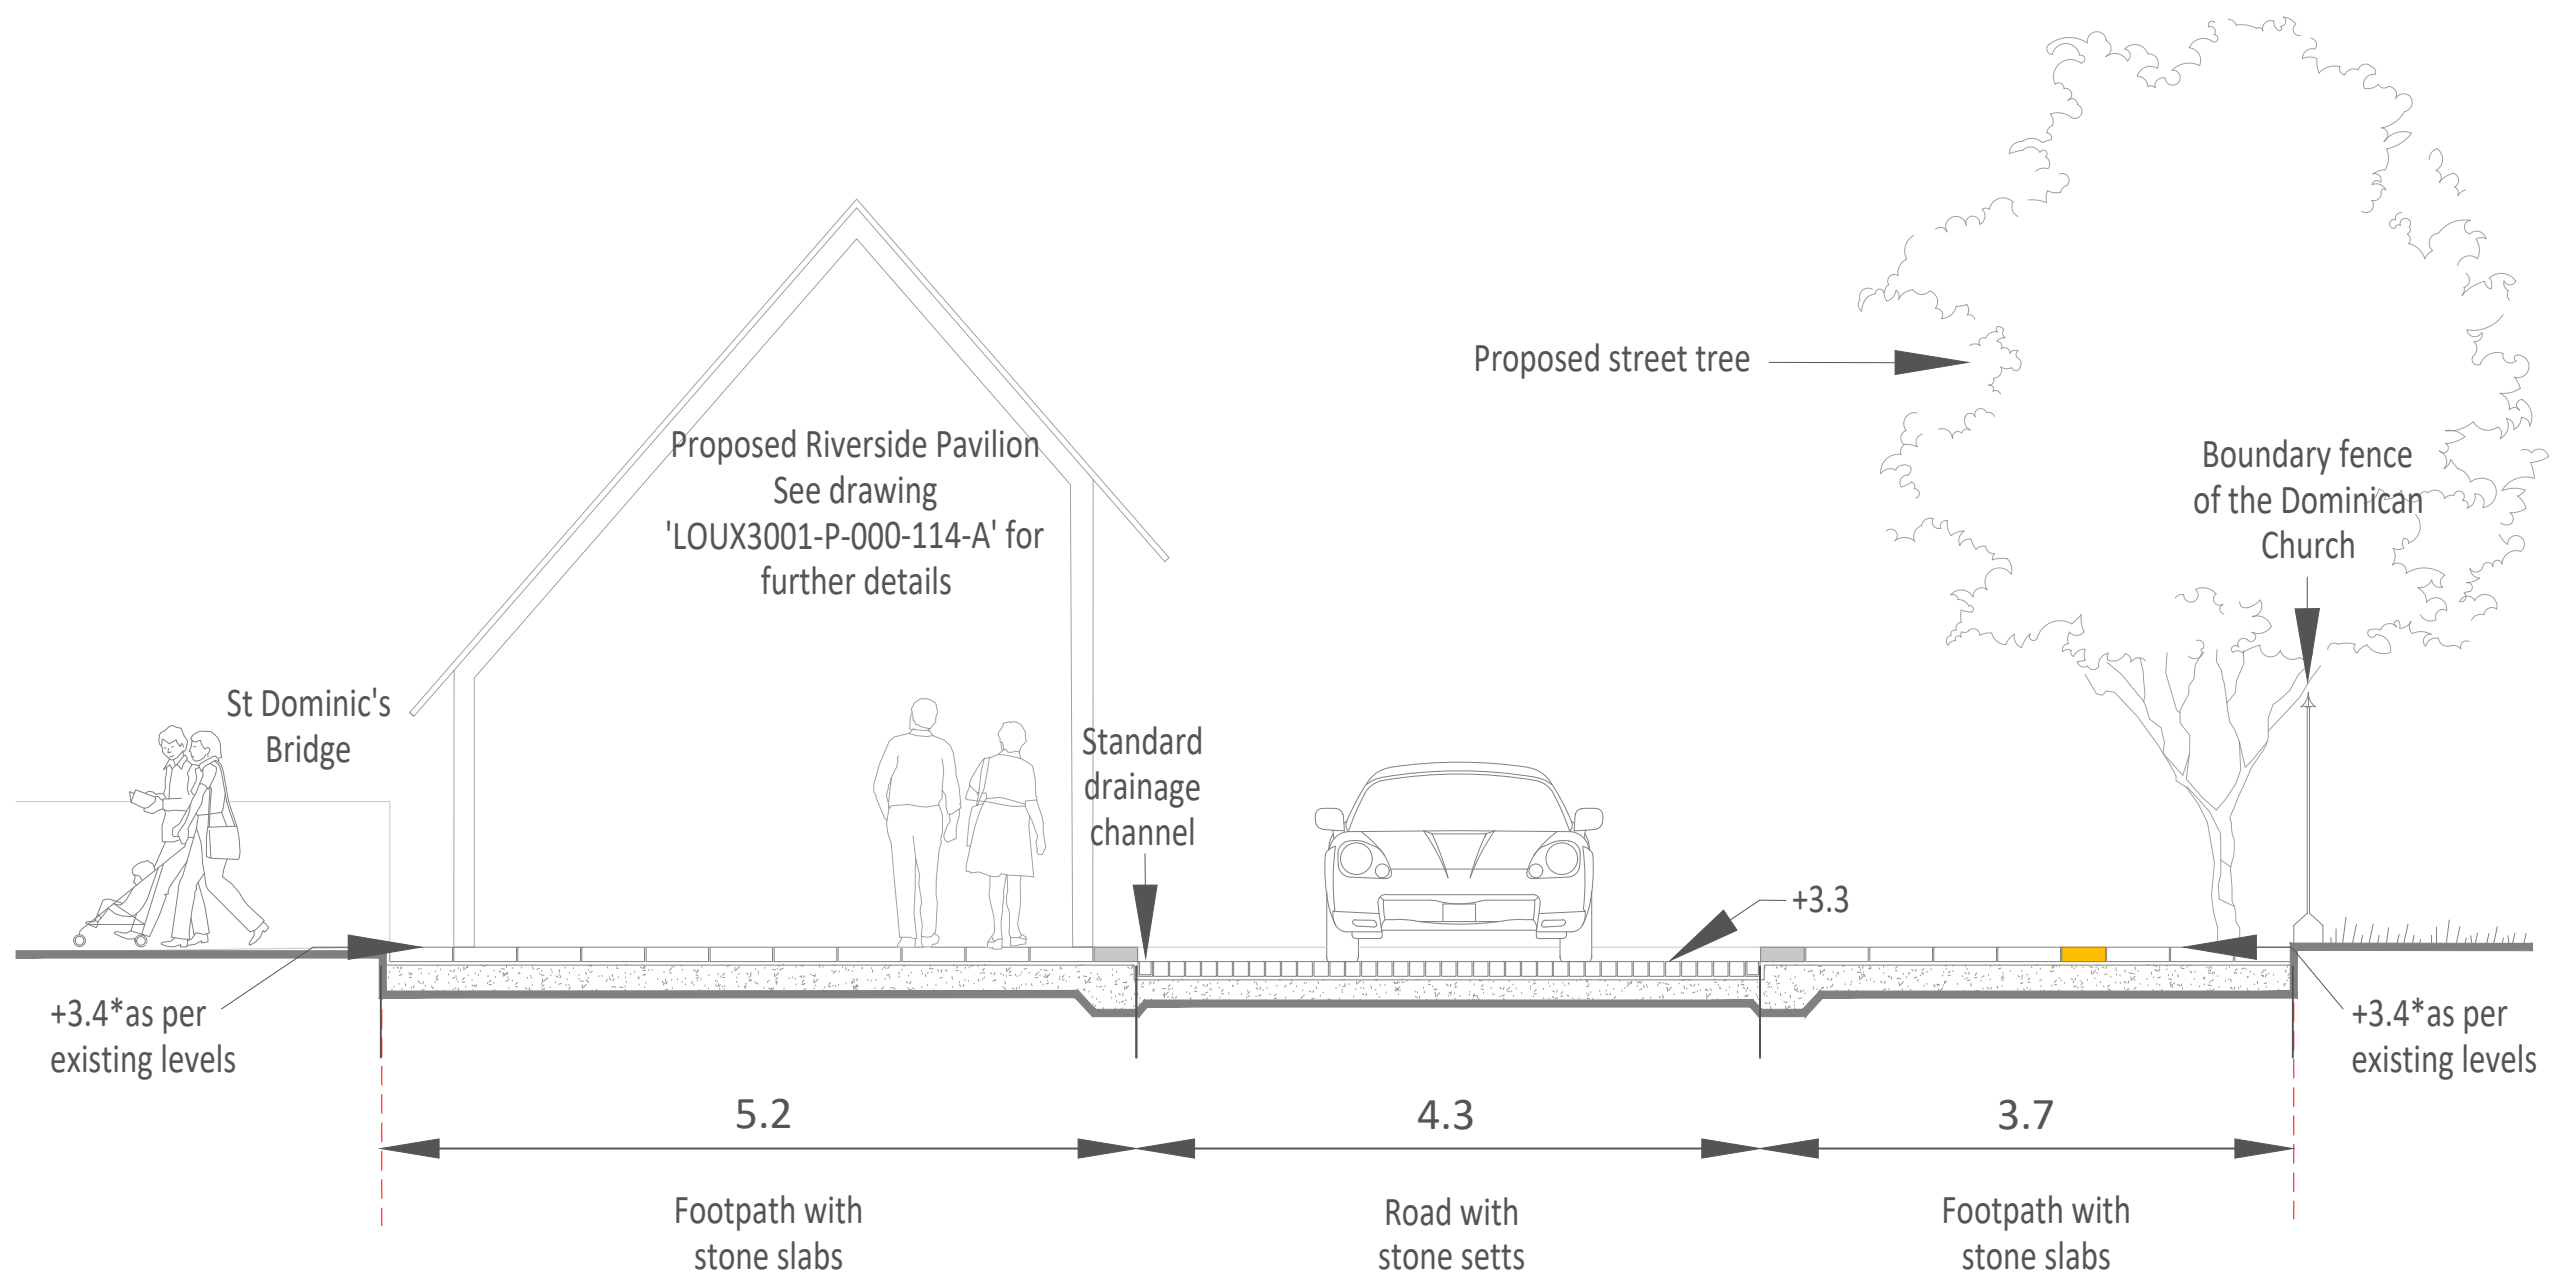 Proposed street tree
Proposed Riverside Pavilion
See drawing
'LOUX3001-P-000-114-A' for
further details
Boundary fence
of the Dominican
Church
St Dominic's
Bridge
Standard
drainage
channel
+3.3
+3.4*as per
existing levels
+3.4*as per
existing levels
5.2
4.3
3.7
Footpath with
stone slabs
Road with
stone setts
Footpath with
stone slabs